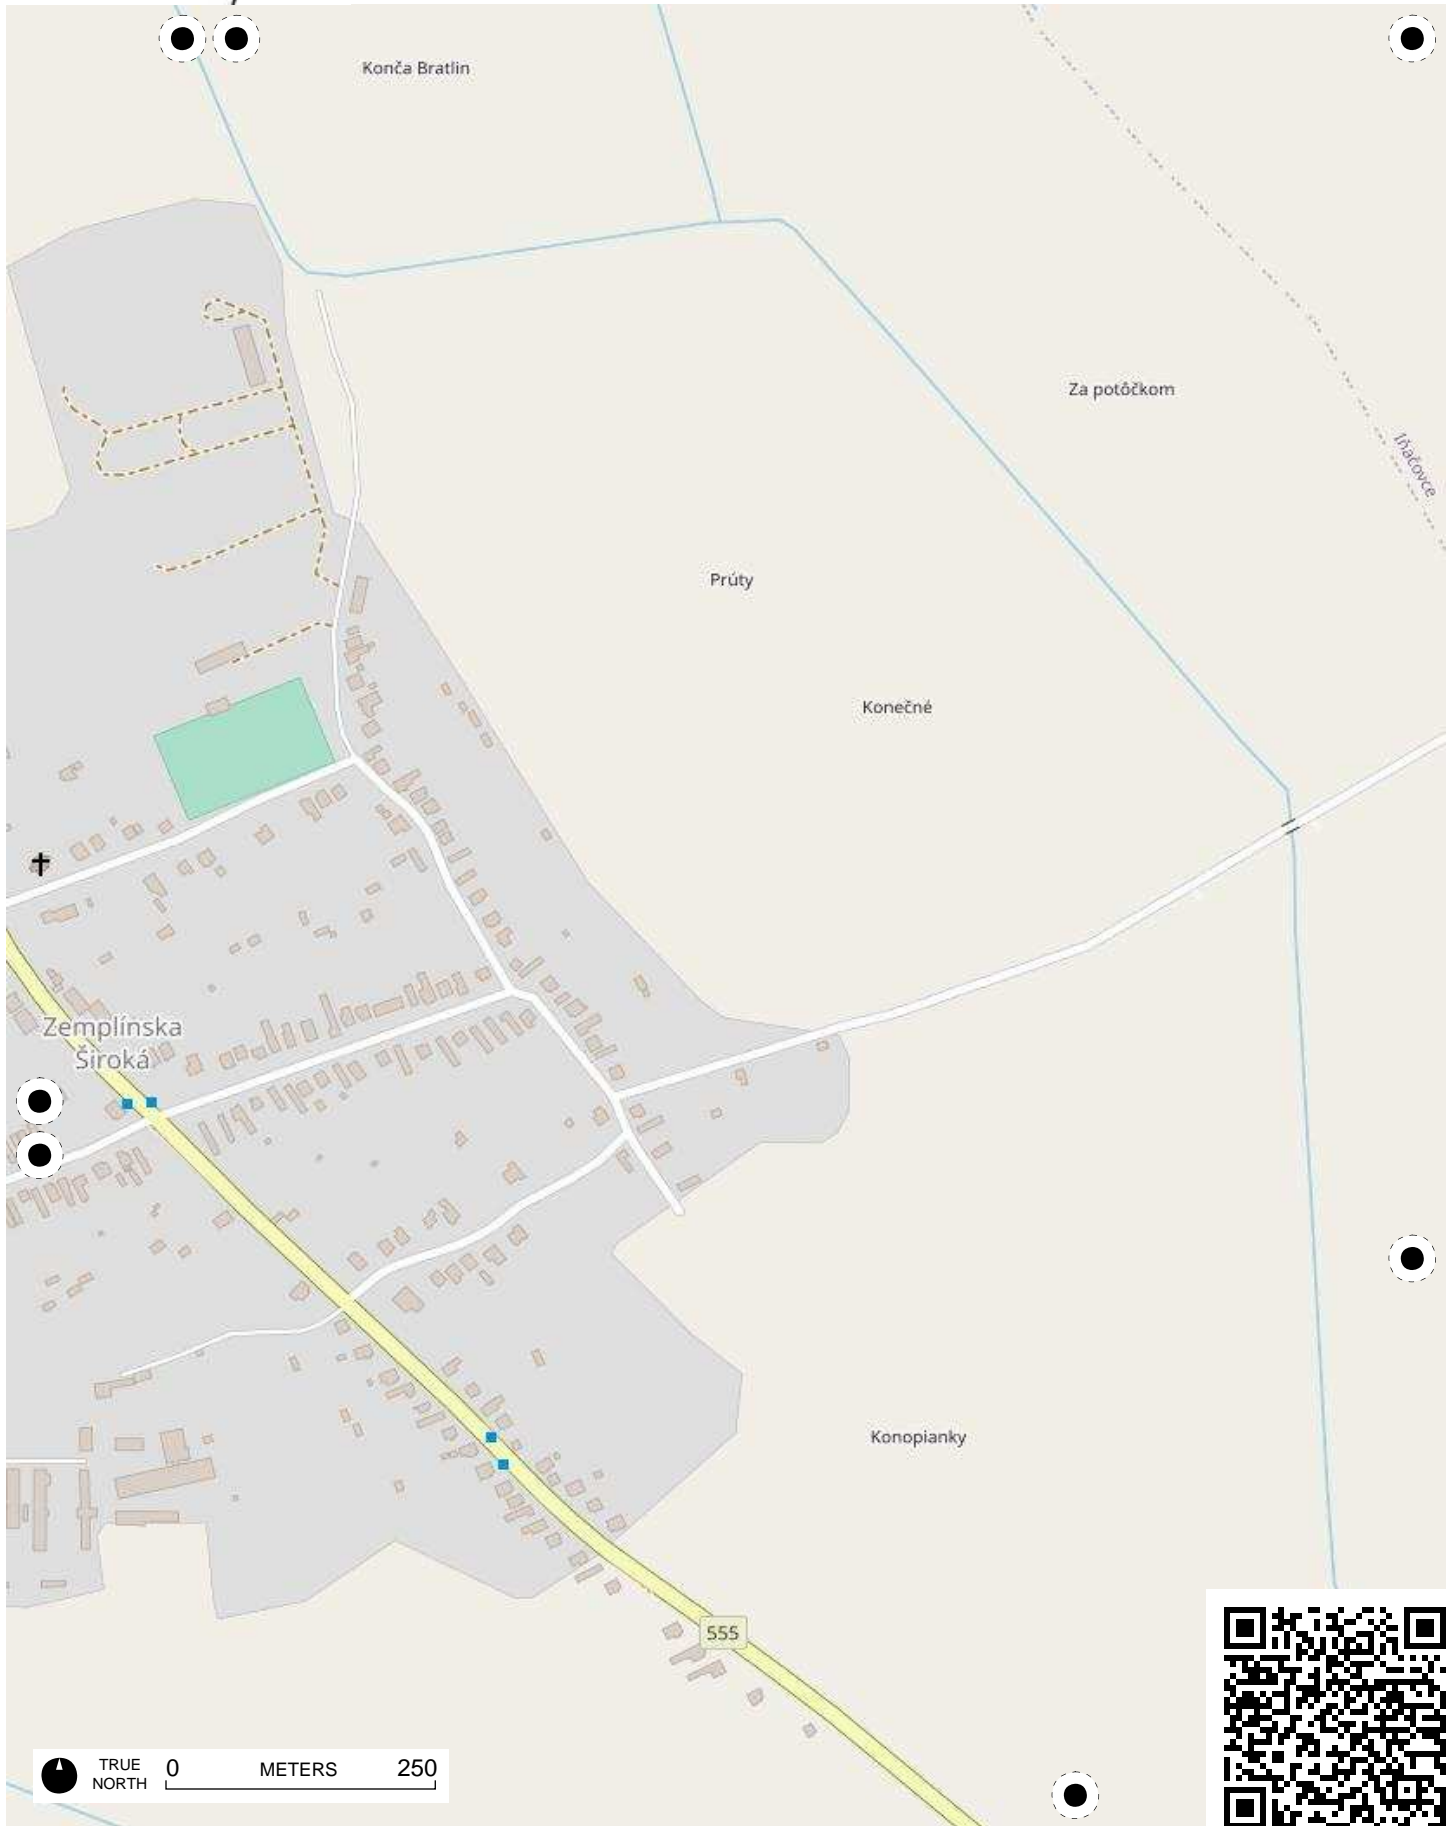 Konča Bratlin
Za potôčkom
Iňačovce
Prúty
Konečné
Zemplínska
Široká
Konopianky
555
TRUE
NORTH
0 METERS 250